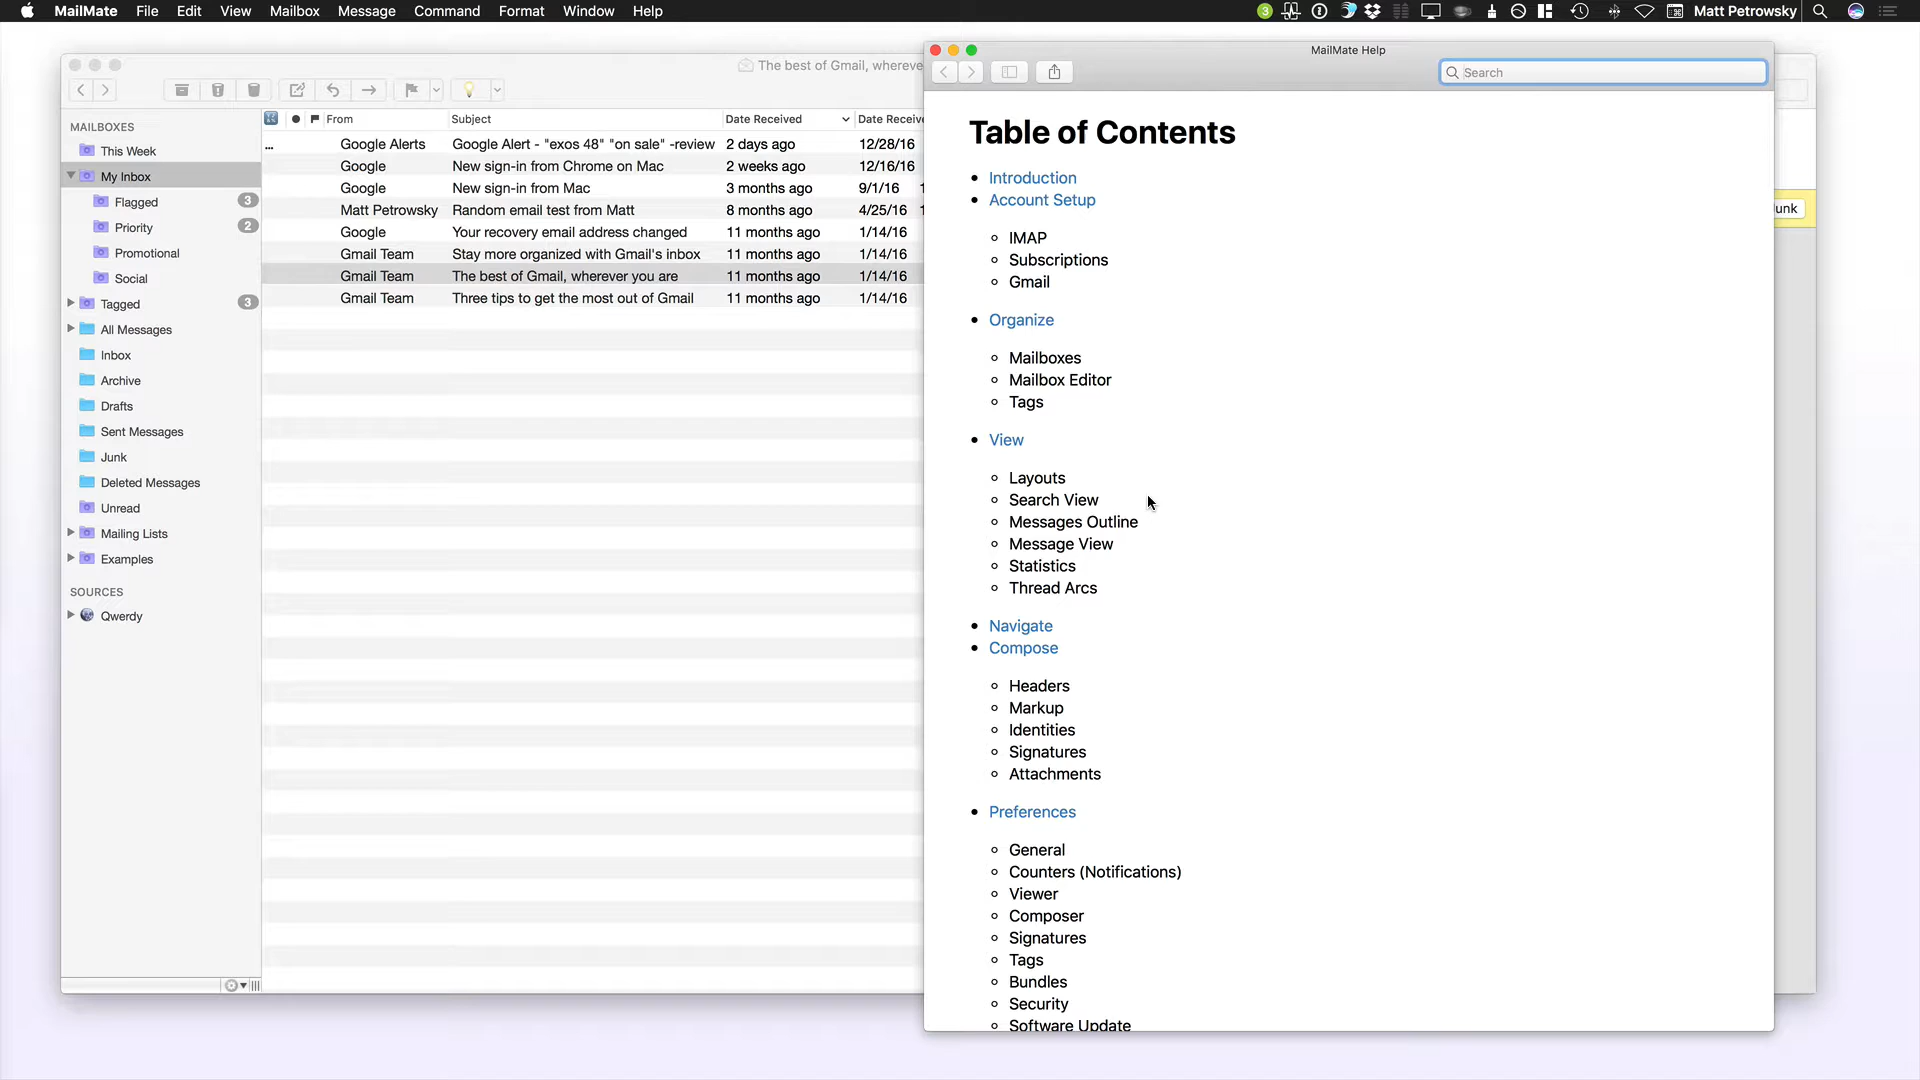 MailMate File Edit View Mailbox Message Command Format Window Help 3 Matt Petrowsky
The best of Gmail, whereve
MAILBOXES
This Week
My Inbox
Flagged 3
Priority 2
Promotional
Social
Tagged 3
All Messages
Inbox
Archive
Drafts
Sent Messages
Junk
Deleted Messages
Unread
Mailing Lists
Examples
SOURCES
Qwerdy
From Subject Date Received Date Receive
... Google Alerts Google Alert - "exos 48" "on sale" -review 2 days ago 12/28/16
Google New sign-in from Chrome on Mac 2 weeks ago 12/16/16
Google New sign-in from Mac 3 months ago 9/1/16 1
Matt Petrowsky Random email test from Matt 8 months ago 4/25/16 1
Google Your recovery email address changed 11 months ago 1/14/16
Gmail Team Stay more organized with Gmail's inbox 11 months ago 1/14/16
Gmail Team The best of Gmail, wherever you are 11 months ago 1/14/16
Gmail Team Three tips to get the most out of Gmail 11 months ago 1/14/16
MailMate Help
Search
Table of Contents
Introduction
Account Setup
IMAP
Subscriptions
Gmail
Organize
Mailboxes
Mailbox Editor
Tags
View
Layouts
Search View
Messages Outline
Message View
Statistics
Thread Arcs
Navigate
Compose
Headers
Markup
Identities
Signatures
Attachments
Preferences
General
Counters (Notifications)
Viewer
Composer
Signatures
Tags
Bundles
Security
Software Update
unk